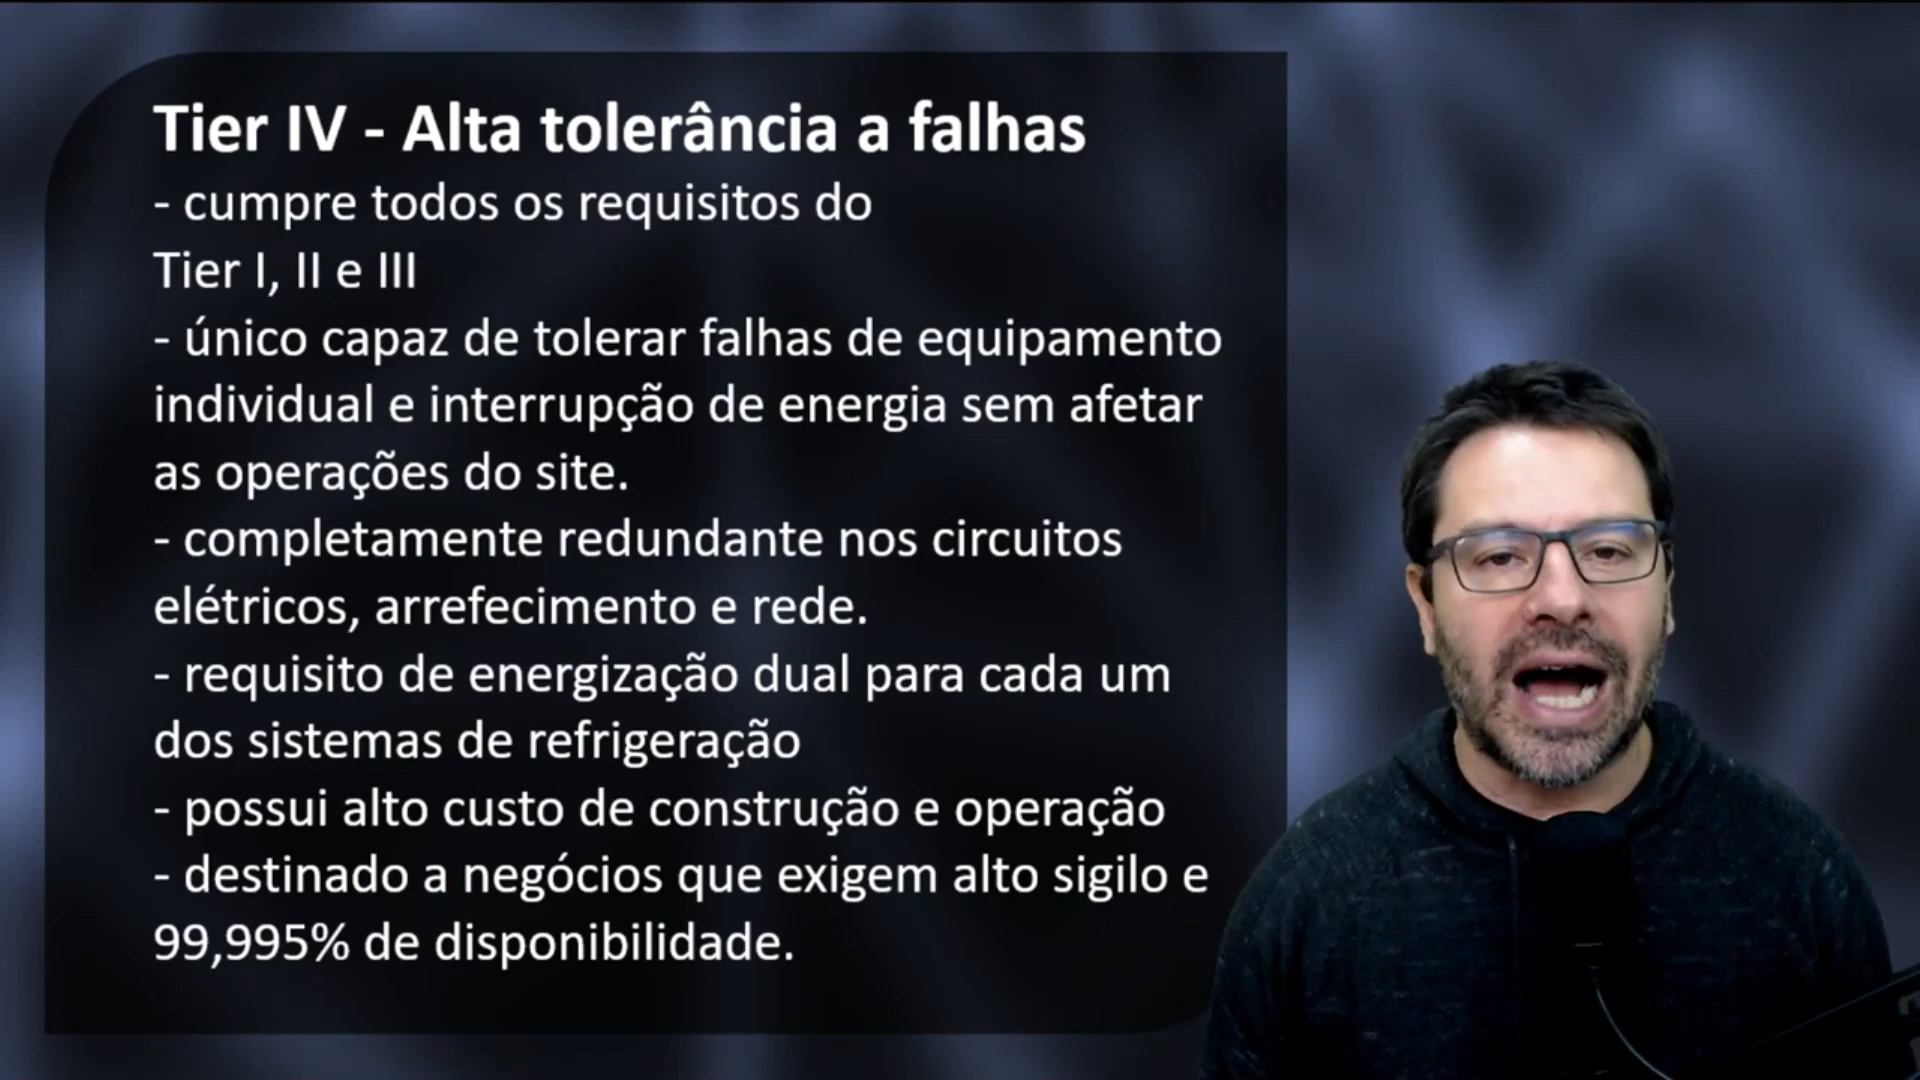 Tier IV - Alta tolerância a falhas
- cumpre todos os requisitos do
Tier I, II e III
- único capaz de tolerar falhas de equipamento
individual e interrupção de energia sem afetar
as operações do site.
- completamente redundante nos circuitos
elétricos, arrefecimento e rede.
- requisito de energização dual para cada um
dos sistemas de refrigeração
- possui alto custo de construção e operação
- destinado a negócios que exigem alto sigilo e
99,995% de disponibilidade.